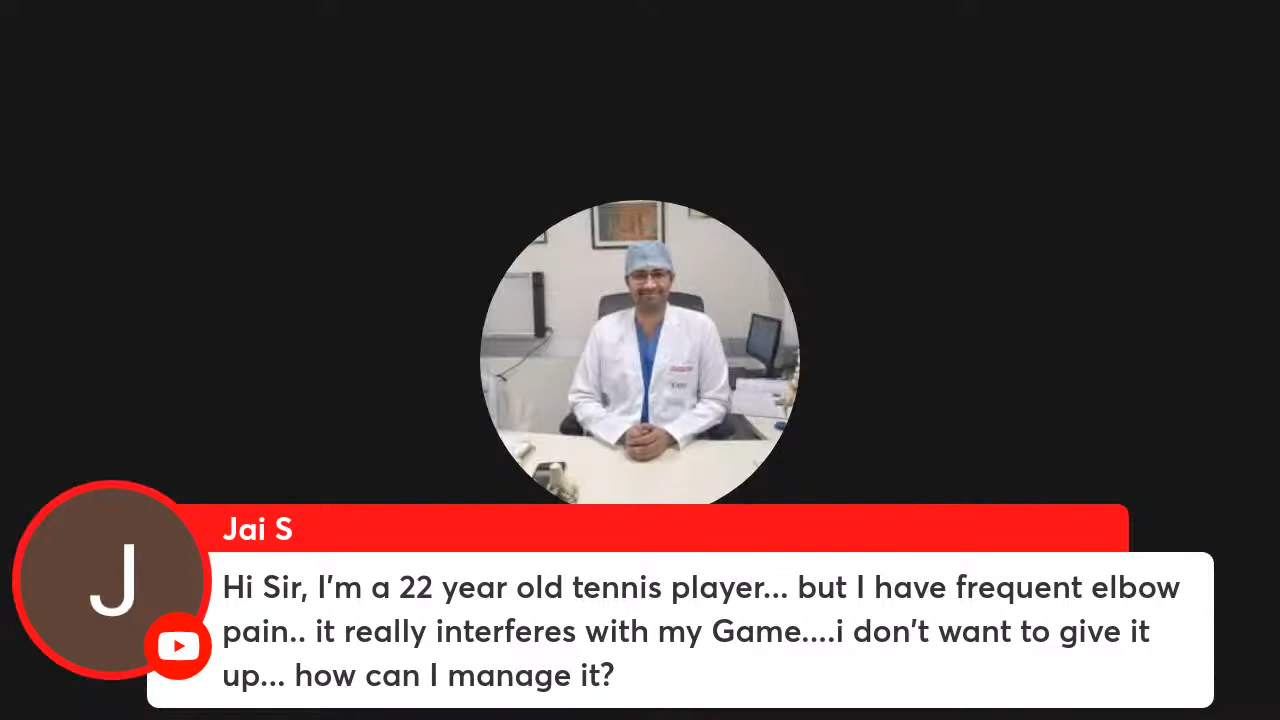 Jai S
J
Hi Sir, I'm a 22 year old tennis player... but I have frequent elbow
pain.. it really interferes with my Game....i don't want to give it
up... how can I manage it?